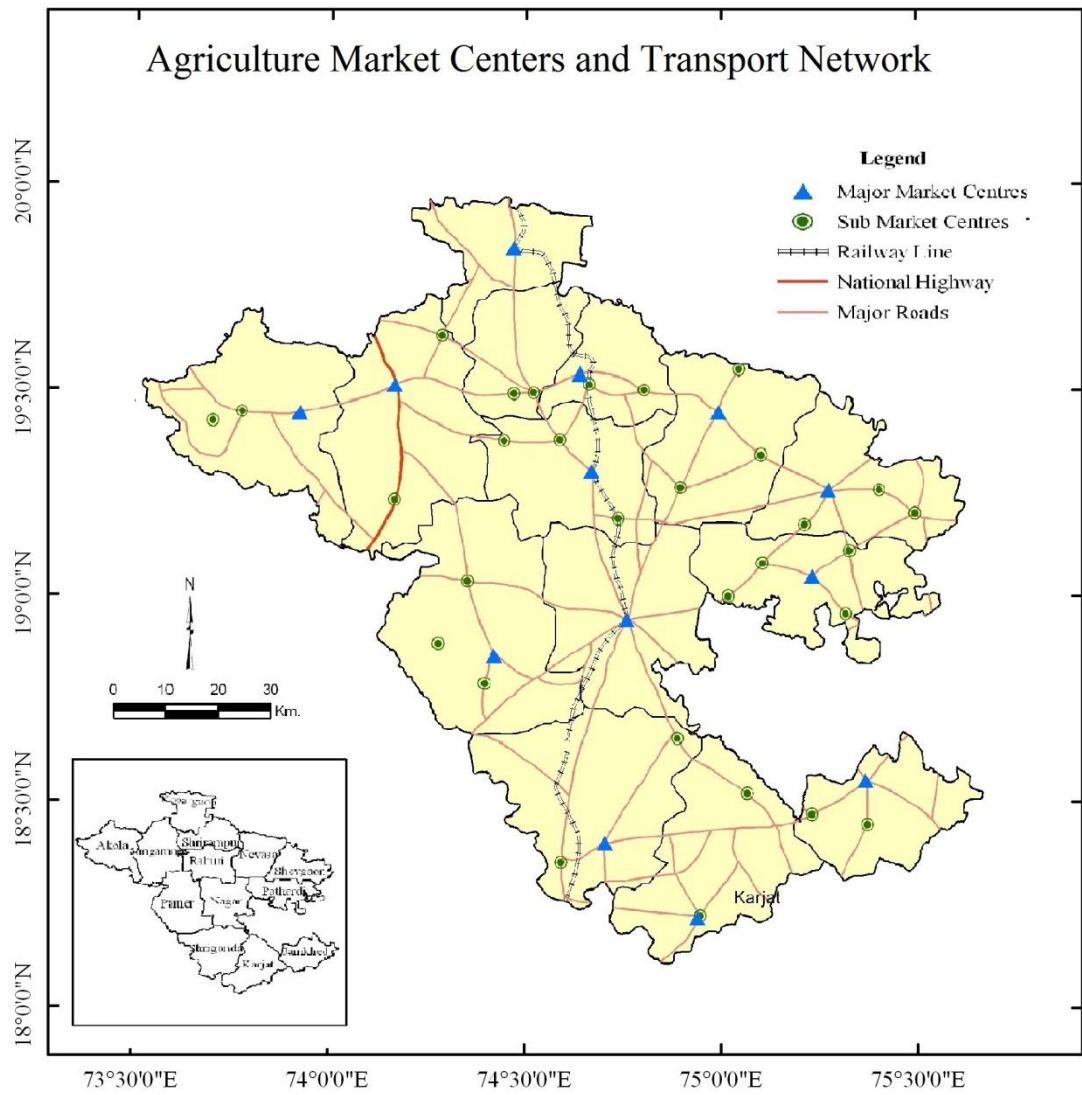 Agriculture Market Centers and Transport Network
Legend
Major Market Centres
Sub Market Centres
Railway Line
National Highway
Major Roads
20°0'0"N
19°30'0"N
19°0'0"N
18°30'0"N
18°0'0"N
N
0 10 20 30
Km.
Karjat
Akola
Shrirampur
Rahuri
Nevasa
Shevgaon
Pathardi
Parner
Nagar
Shrigonda
Karjat
73°30'0"E
74°0'0"E
74°30'0"E
75°0'0"E
75°30'0"E